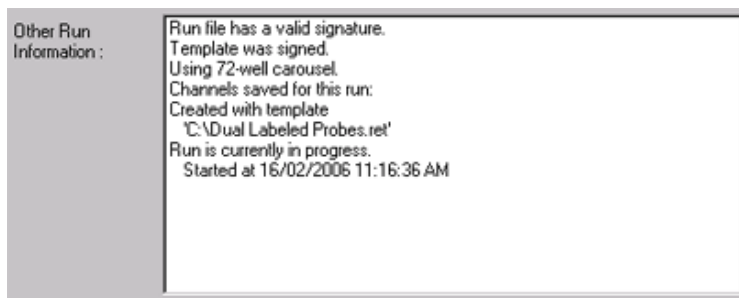 Other Run
Information :
Run file has a valid signature.
Template was signed.
Using 72-well carousel.
Channels saved for this run:
Created with template
'C:\Dual Labeled Probes.ret'
Run is currently in progress.
Started at 16/02/2006 11:16:36 AM